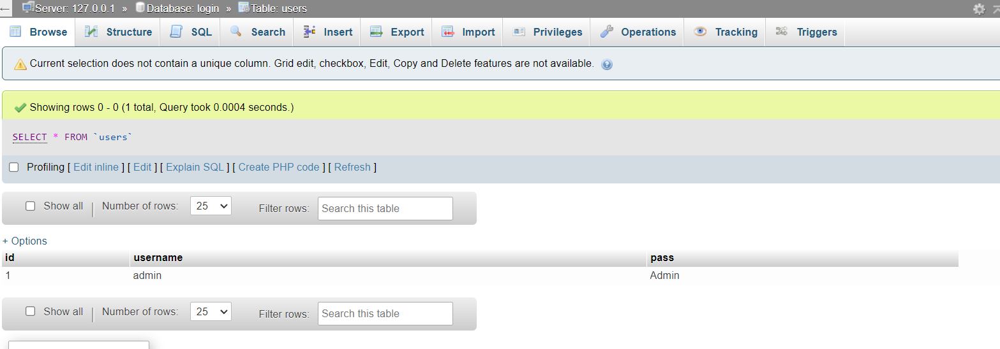 Server: 127.0.0.1 » Database: login » Table: users
Browse Structure SQL Search Insert Export Import Privileges Operations Tracking Triggers
Current selection does not contain a unique column. Grid edit, checkbox, Edit, Copy and Delete features are not available.
Showing rows 0 - 0 (1 total, Query took 0.0004 seconds.)
SELECT * FROM `users`
Profiling [ Edit inline ] [ Edit ] [ Explain SQL ] [ Create PHP code ] [ Refresh ]
Show all | Number of rows: 25 Filter rows: Search this table
+ Options
id username pass
1 admin Admin
Show all | Number of rows: 25 Filter rows: Search this table